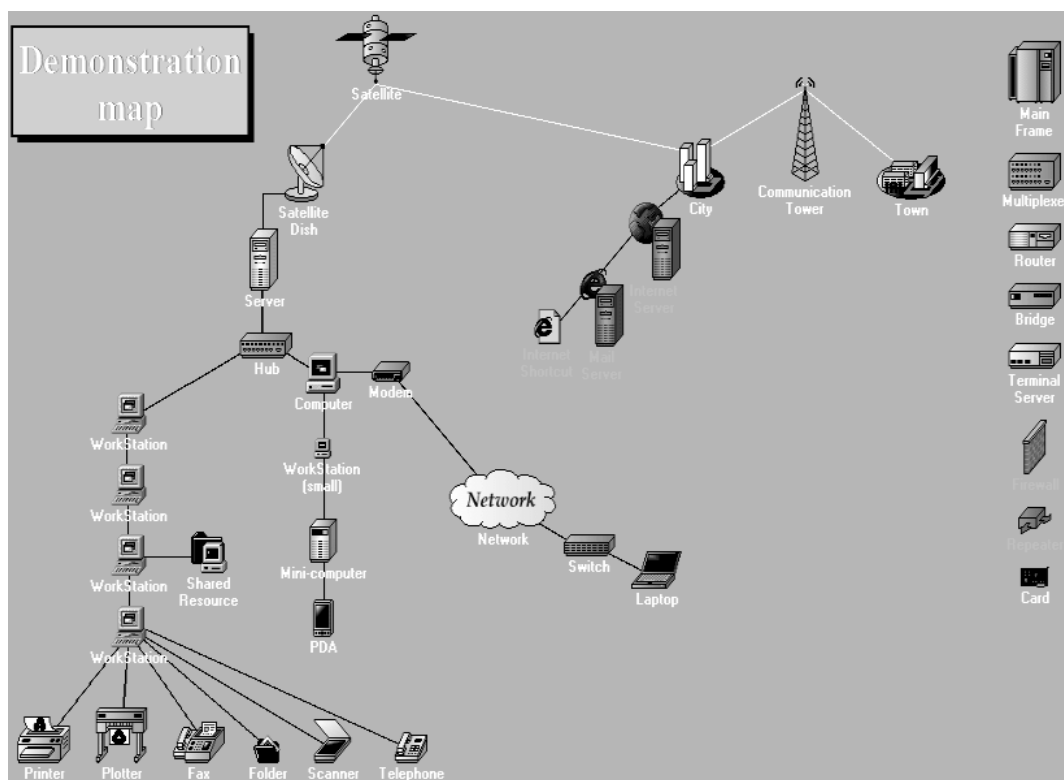 Demonstration
map
Satellite
Main
Frame
Satellite
Dish
City
Communication
Tower
Town
Multiplexe
Router
Server
Internet
Server
Bridge
Internet
Shortcut
Mail
Server
Hub
Computer
Modem
Terminal
Server
WorkStation
WorkStation
(small)
Firewall
WorkStation
Network
Network
Repeater
Mini-computer
Switch
WorkStation
Shared
Resource
Laptop
Card
PDA
WorkStation
Printer
Plotter
Fax
Folder
Scanner
Telephone